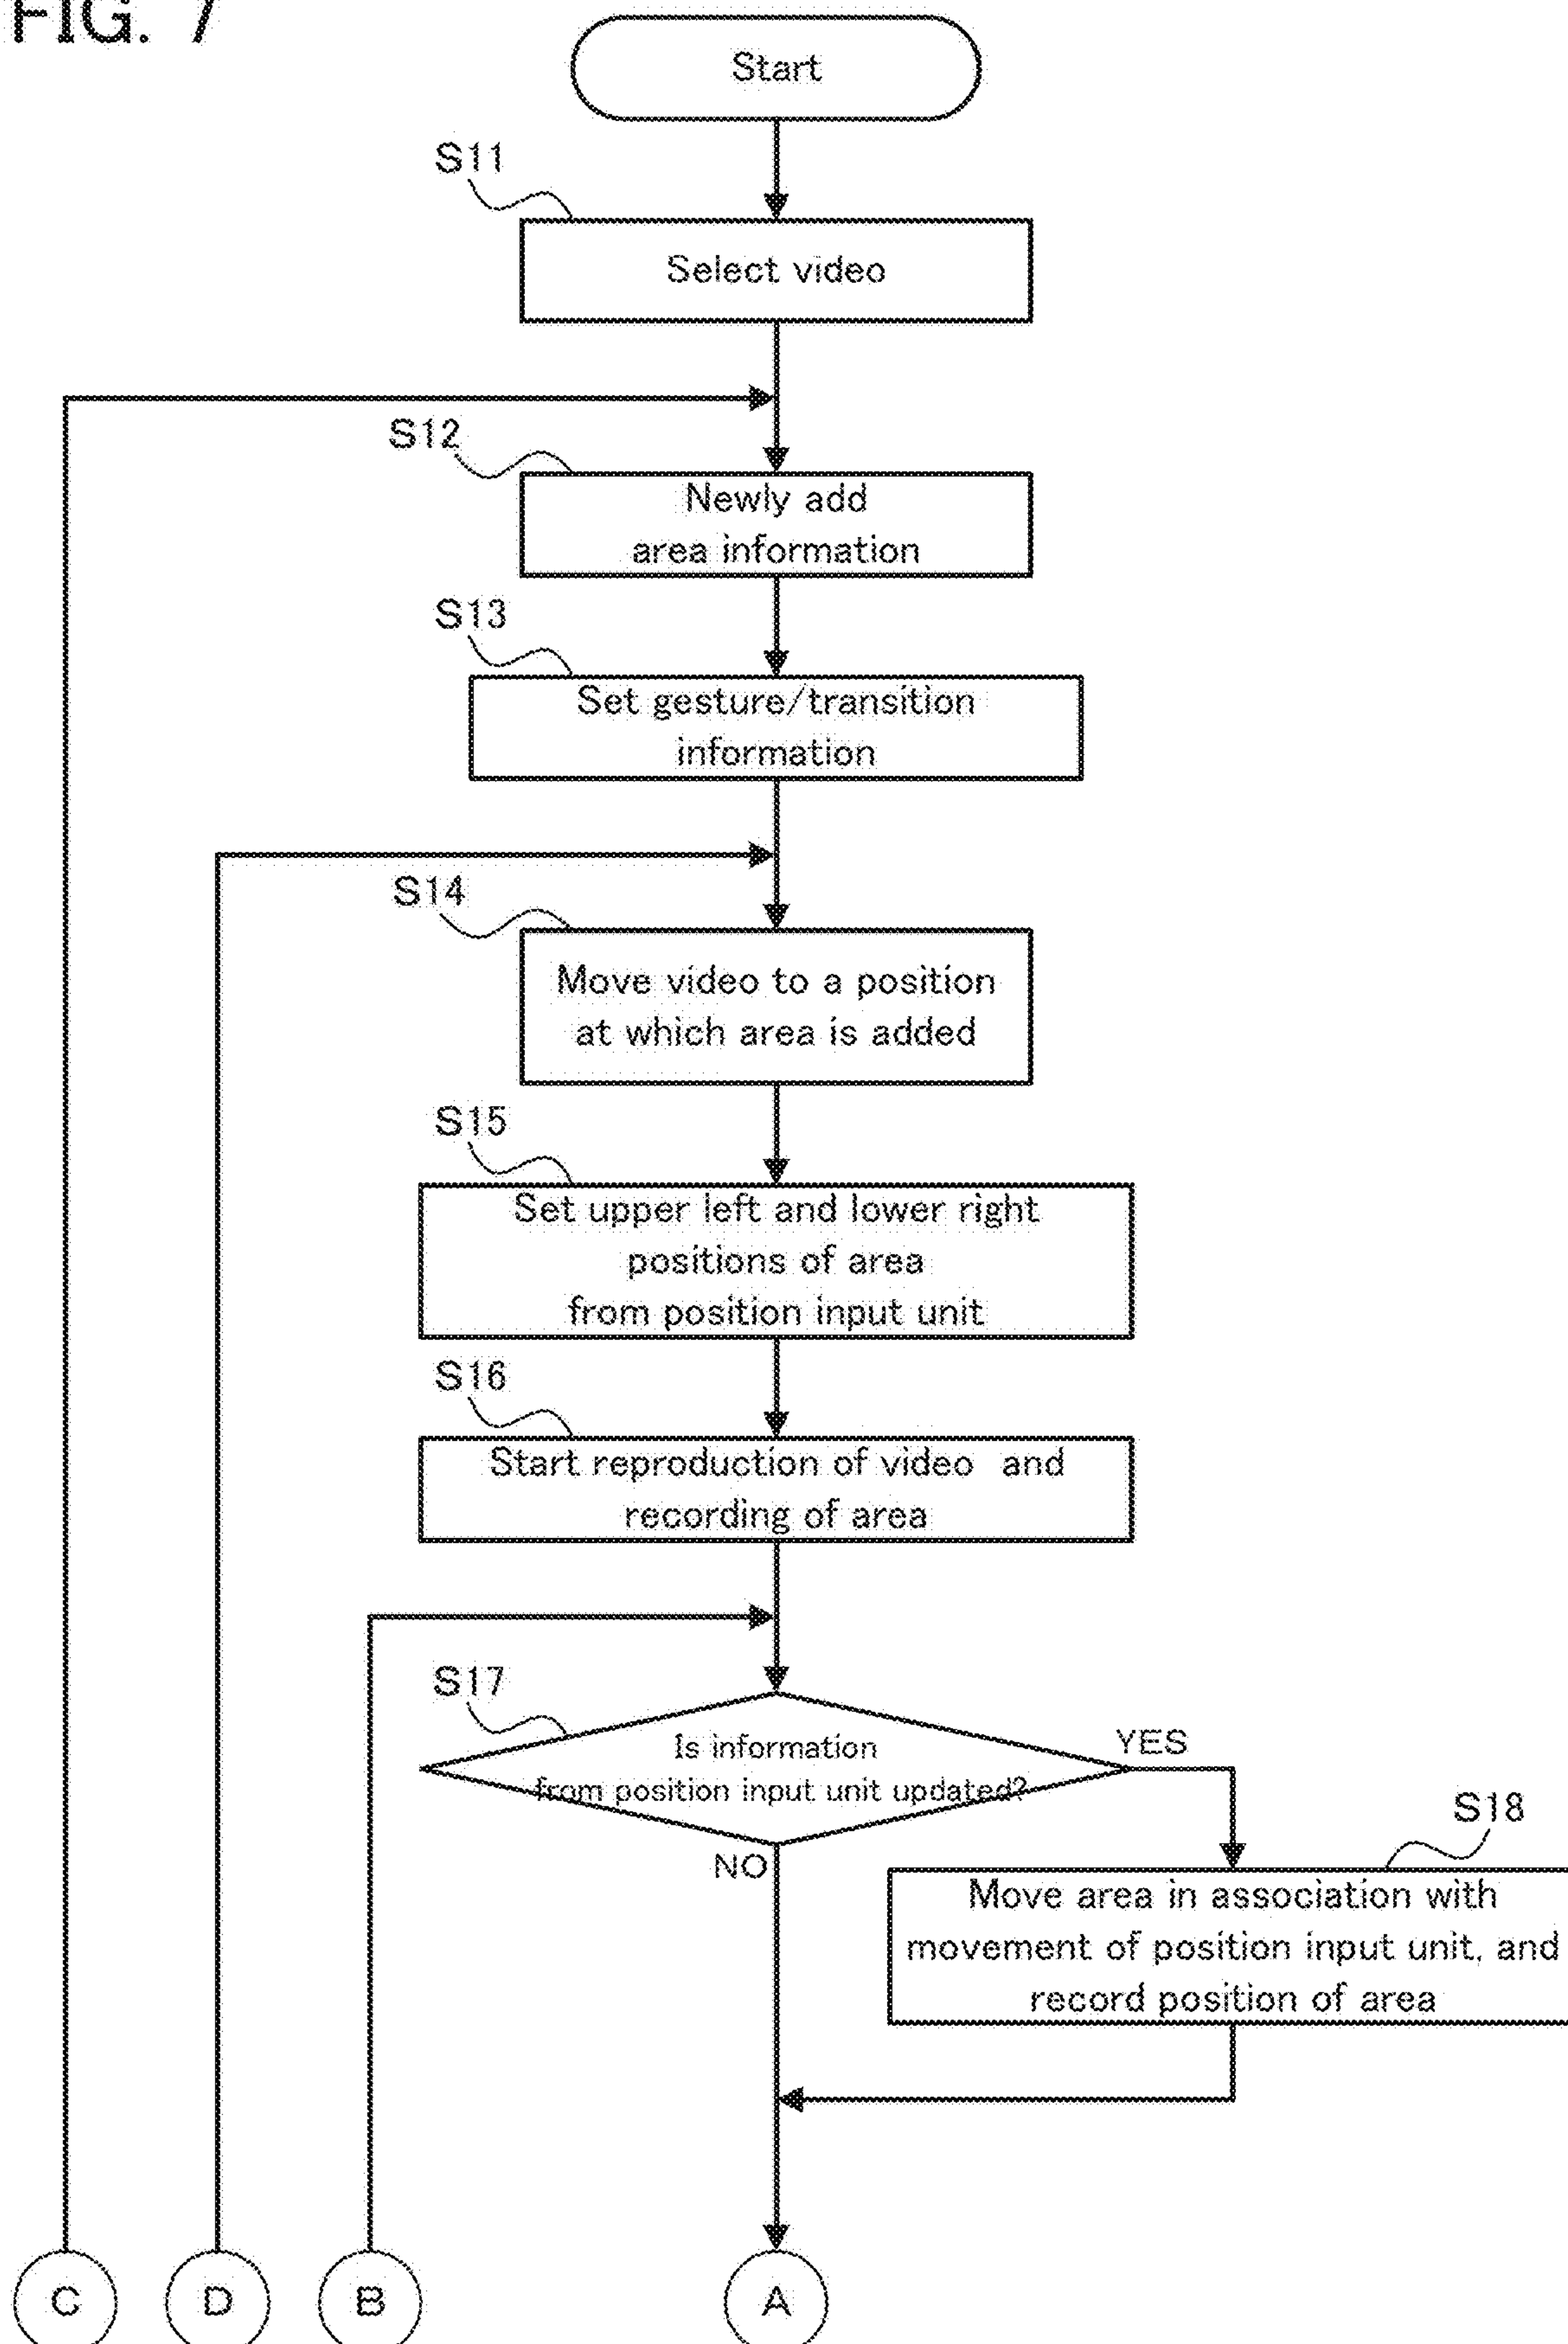 FIG. 7
Start
S11
Select video
S12
Newly add
area information
S13
Set gesture/transition
information
S14
Move video to a position
at which area is added
S15
Set upper left and lower right
positions of area
from position input unit
S16
Start reproduction of video and
recording of area
S17
Is information
from position input unit updated?
YES
NO
S18
Move area in association with
movement of position input unit, and
record position of area
C
D
B
A